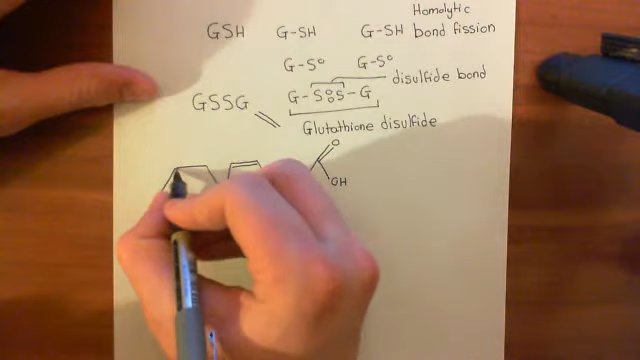 GSH G-SH G-SH Homolytic
bond fission
G-S° G-S°
disulfide bond
GSSG G-S°°S-G
Glutathione disulfide
O
OH